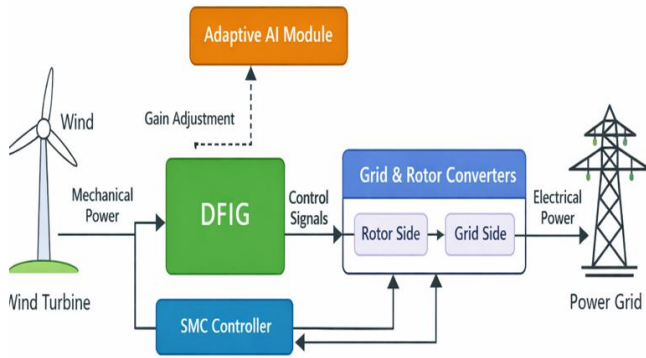 Adaptive AI Module
Wind
Gain Adjustment
Mechanical
Power
DFIG
Control
Signals
Grid & Rotor Converters
Rotor Side
Grid Side
Electrical
Power
Wind Turbine
SMC Controller
Power Grid